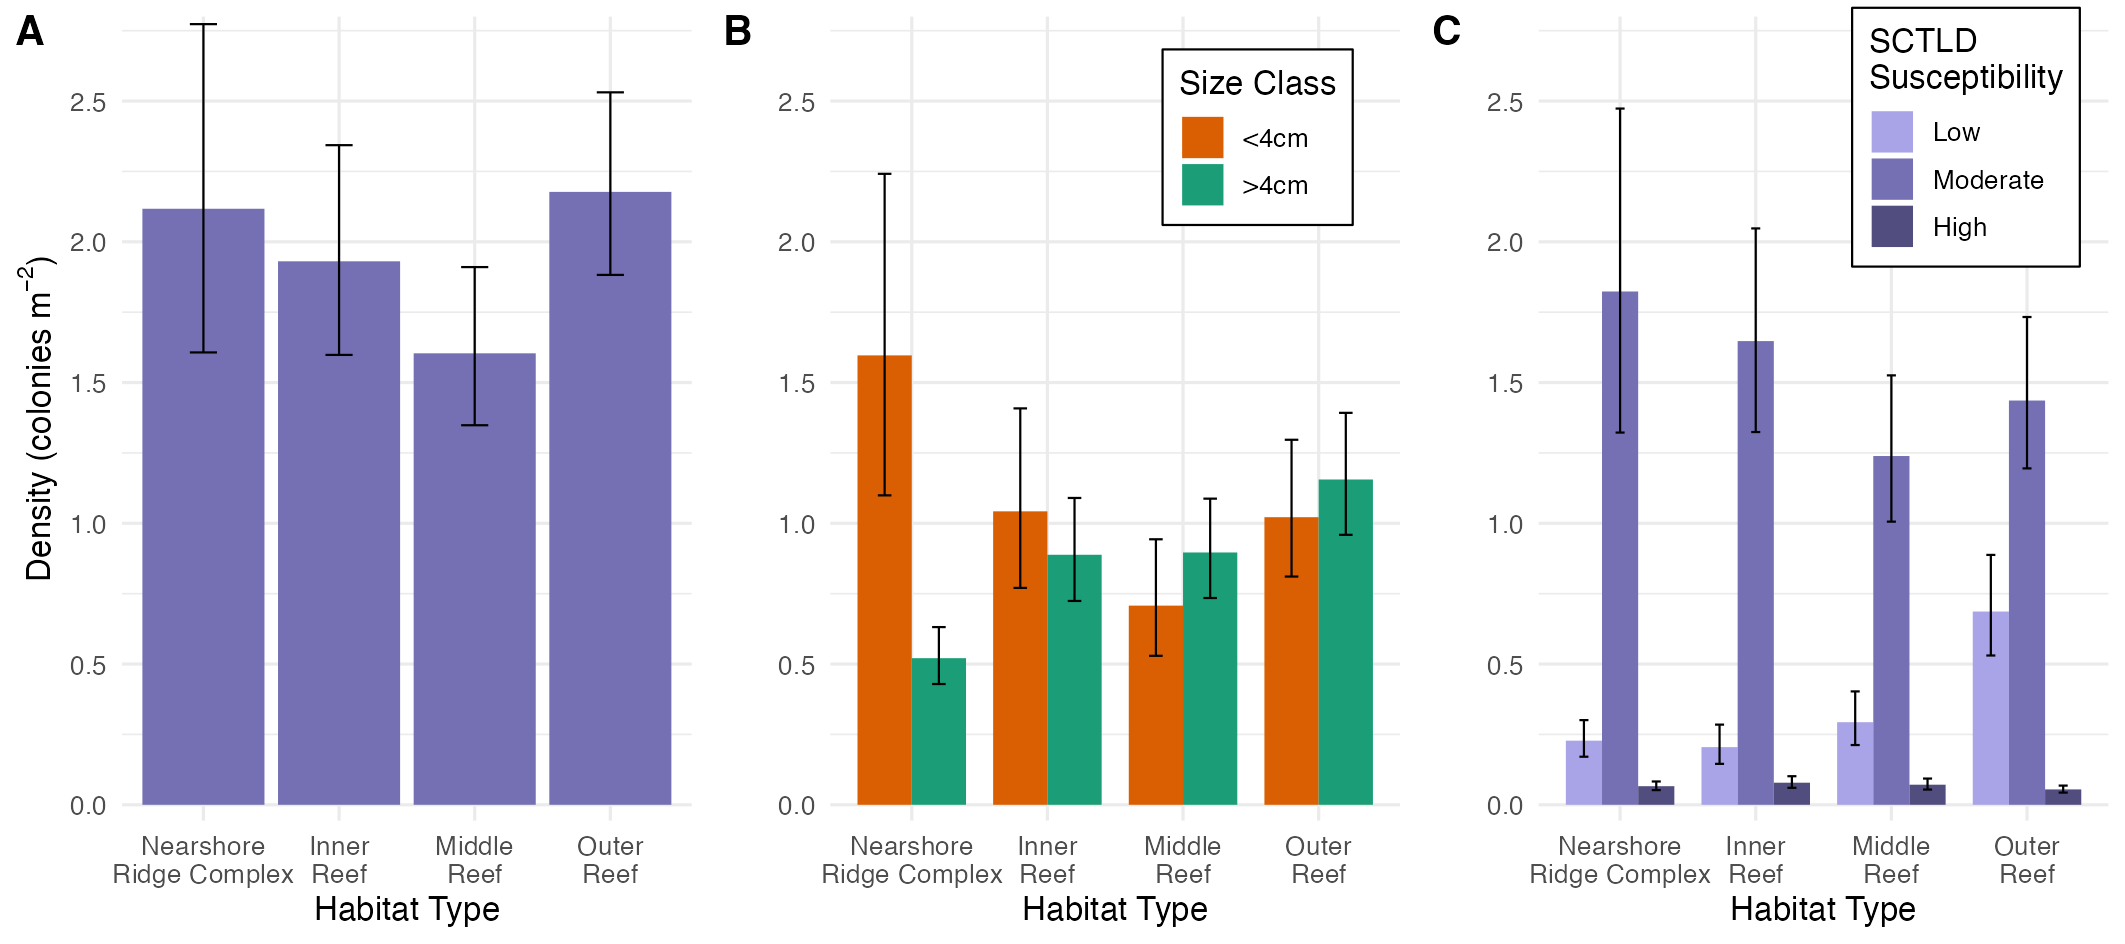 A
Density (colonies m⁻²)
2.5
2.0
1.5
1.0
0.5
0.0
Nearshore
Ridge Complex
Inner
Reef
Middle
Reef
Outer
Reef
Habitat Type
B
2.5
2.0
1.5
1.0
0.5
0.0
Size Class
<4cm
>4cm
Nearshore
Ridge Complex
Inner
Reef
Middle
Reef
Outer
Reef
Habitat Type
C
2.5
2.0
1.5
1.0
0.5
0.0
SCTLD
Susceptibility
Low
Moderate
High
Nearshore
Ridge Complex
Inner
Reef
Middle
Reef
Outer
Reef
Habitat Type